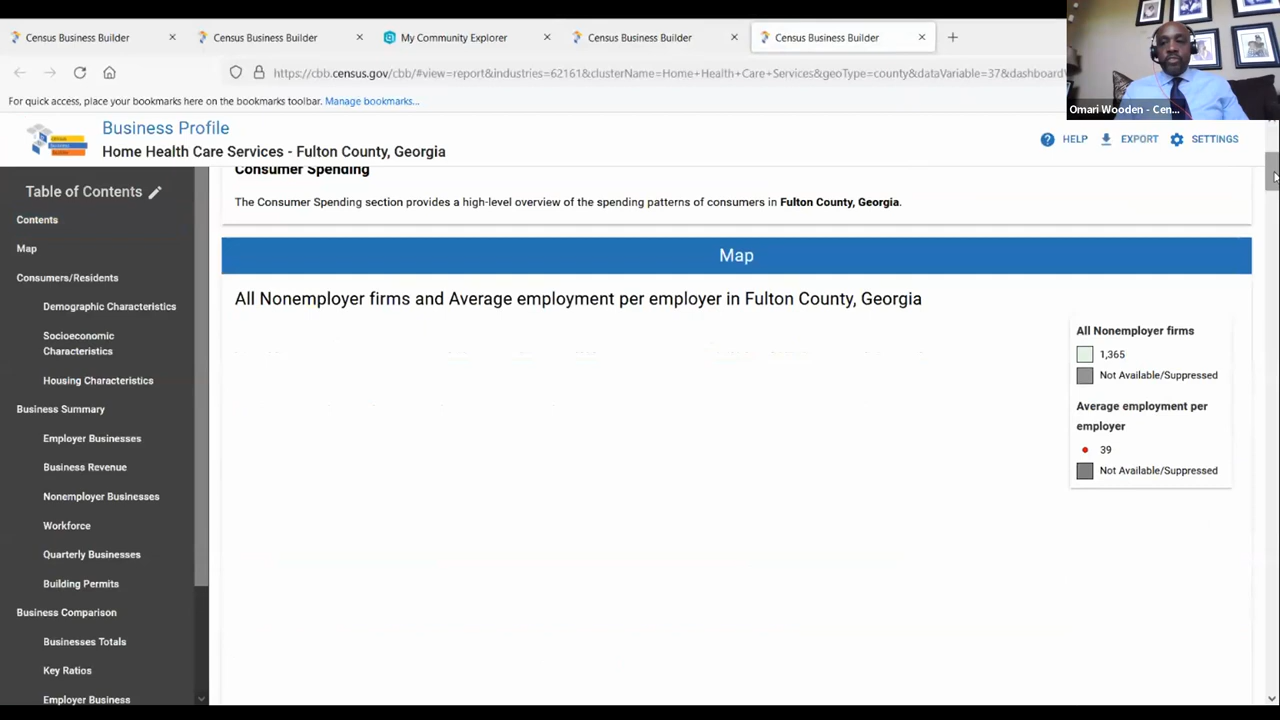 Census Business Builder
Census Business Builder
My Community Explorer
Census Business Builder
Census Business Builder
https://cbb.census.gov/cbb/#view=report&industries=62161&clusterName=Home+Health+Care+Services&geoType=county&dataVariable=37&dashboard
For quick access, place your bookmarks here on the bookmarks toolbar. Manage bookmarks...
Omari Wooden - Cen...
Business Profile
Home Health Care Services - Fulton County, Georgia
HELP
EXPORT
SETTINGS
Table of Contents
Contents
Map
Consumers/Residents
Demographic Characteristics
Socioeconomic
Characteristics
Housing Characteristics
Business Summary
Employer Businesses
Business Revenue
Nonemployer Businesses
Workforce
Quarterly Businesses
Building Permits
Business Comparison
Businesses Totals
Key Ratios
Employer Business
Consumer Spending
The Consumer Spending section provides a high-level overview of the spending patterns of consumers in Fulton County, Georgia.
Map
All Nonemployer firms and Average employment per employer in Fulton County, Georgia
All Nonemployer firms
1,365
Not Available/Suppressed
Average employment per
employer
39
Not Available/Suppressed